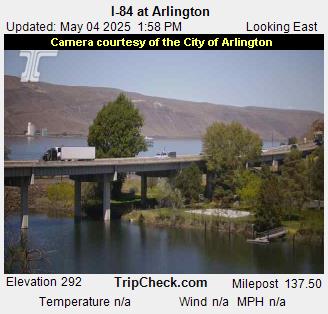 I-84 at Arlington
Updated: May 04 2025 1:58 PM Looking East
Camera courtesy of the City of Arlington
Elevation 292 TripCheck.com Milepost 137.50
Temperature n/a Wind n/a MPH n/a